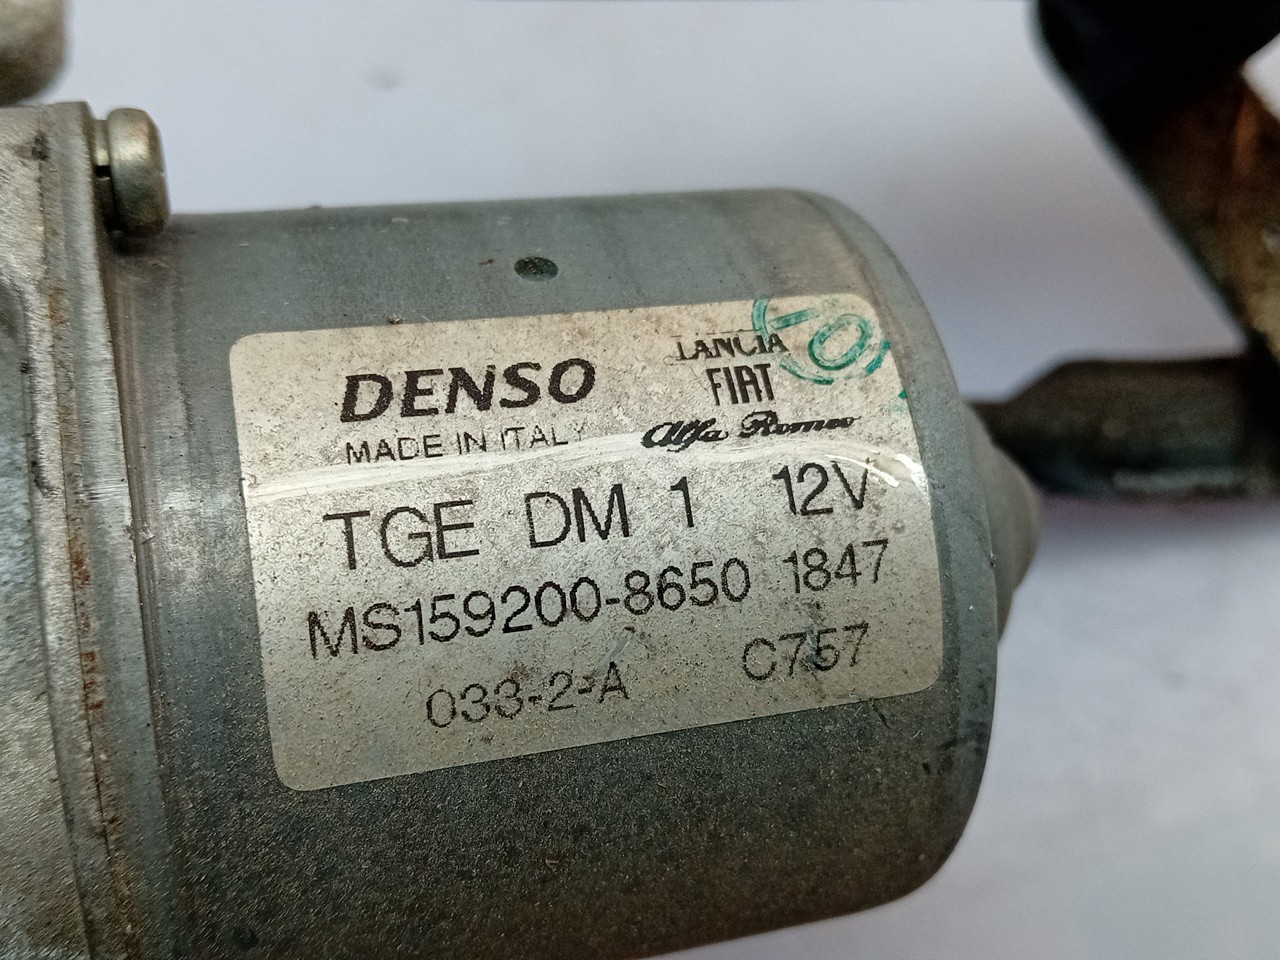 DENSO
MADE IN ITALY
LANCIA
FIAT
Alfa Romeo
TGE DM 1 12V
MS159200-8650 1847
033-2-A C757